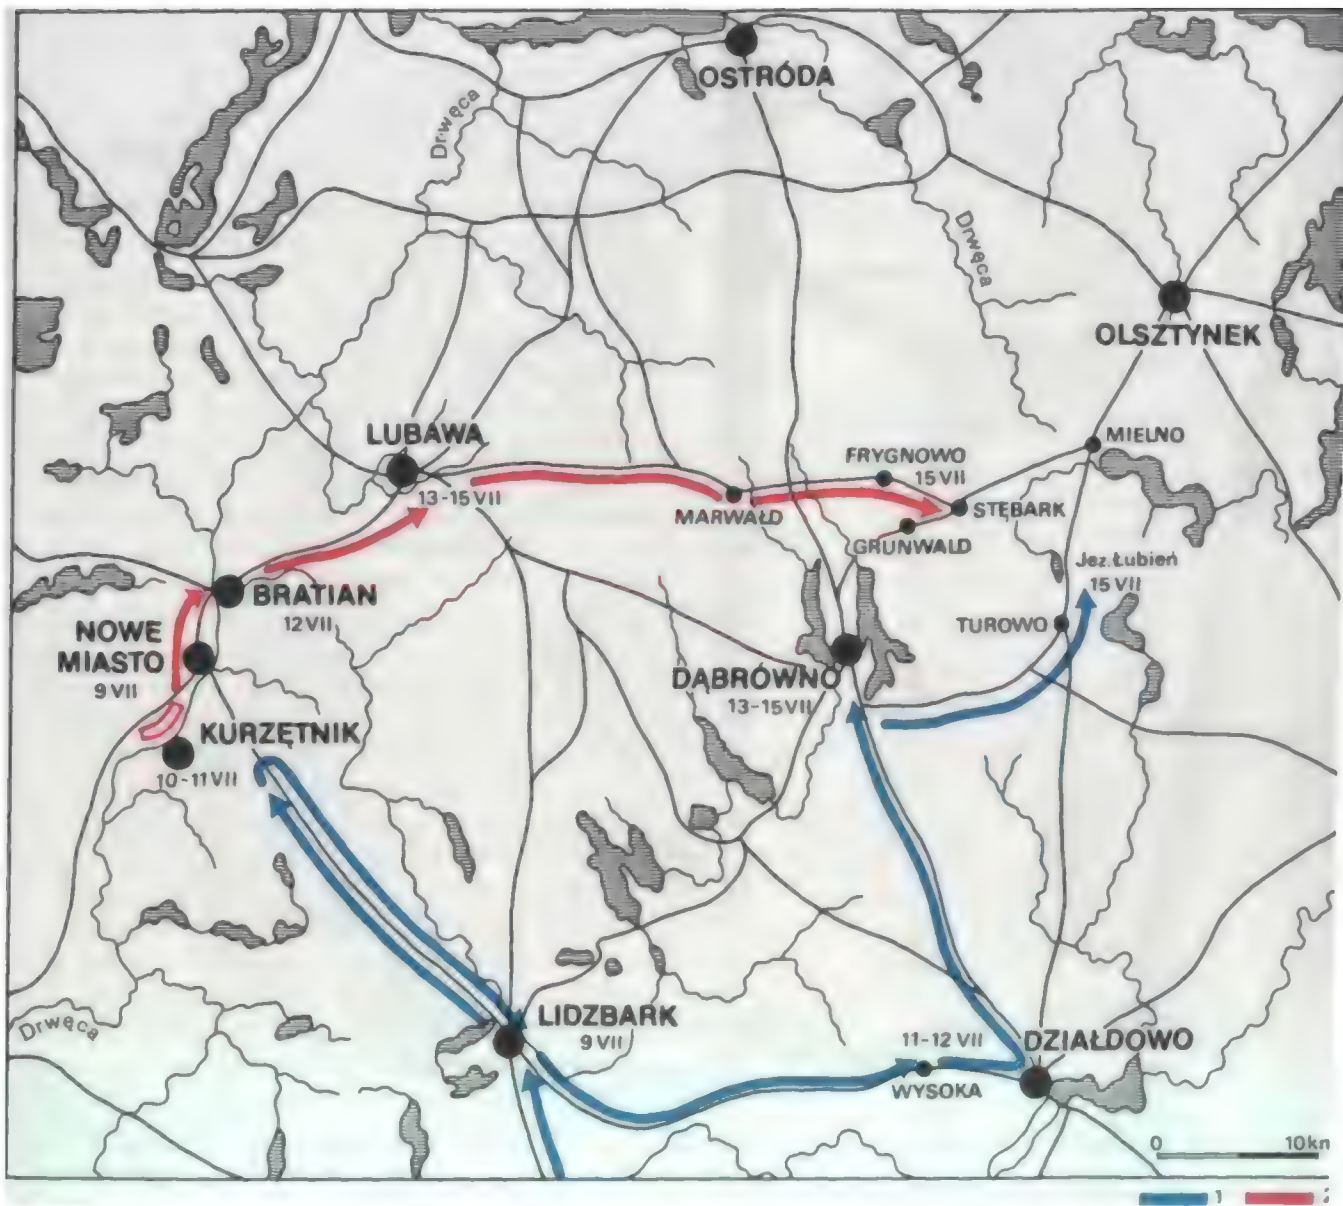 OSTRÓDA
Drwęca
Drwęca
OLSZTYNEK
LUBAWA
13-15 VII
MIELNO
FRYGNOWO
15 VII
MARWAŁD
STĘBARK
GRUNWALD
Jez. Łubień
15 VII
BRATIAN
12 VII
NOWE
MIASTO
9 VII
TUROWO
DĄBRÓWNO
13-15 VII
KURZĘTNIK
10-11 VII
Drwęca
LIDZBARK
9 VII
11-12 VII
WYSOKA
DZIAŁDOWO
0 10km
1